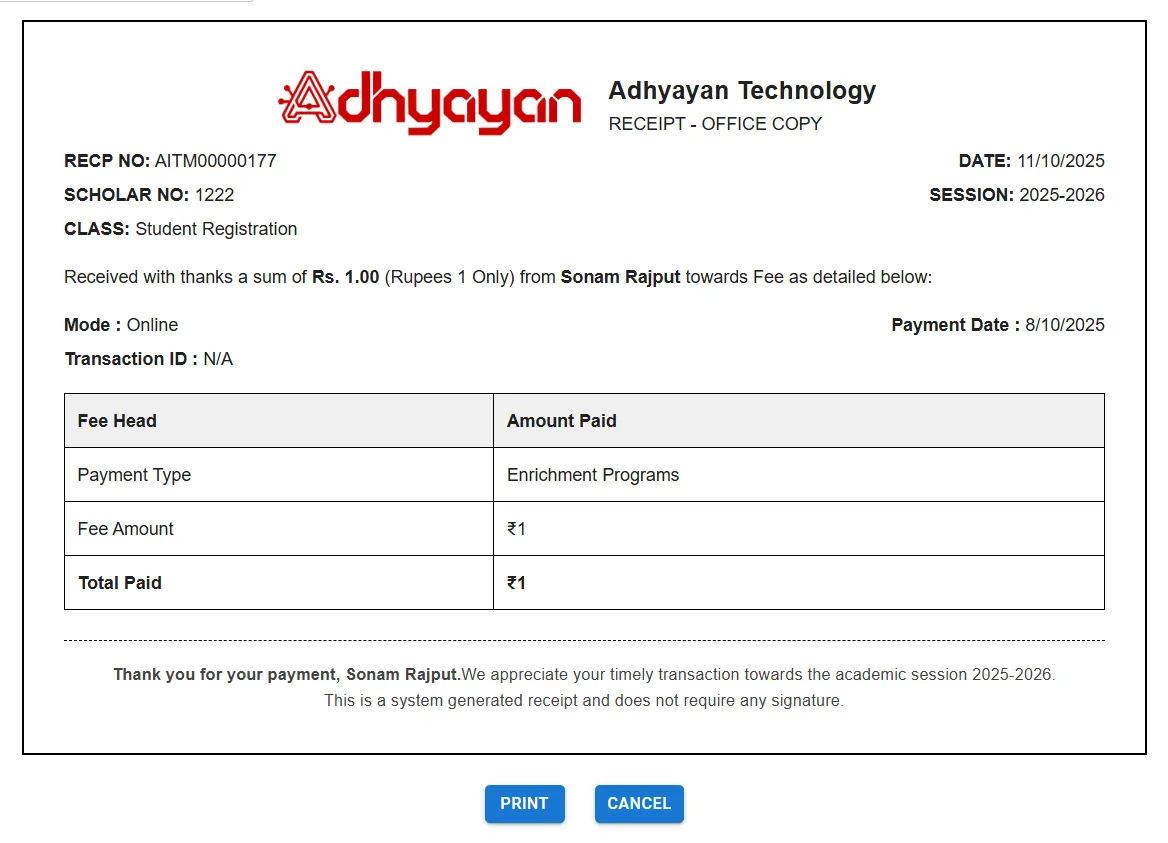 Adhyayan
Adhyayan Technology
RECEIPT - OFFICE COPY
RECP NO: AITM00000177
DATE: 11/10/2025
SCHOLAR NO: 1222
SESSION: 2025-2026
CLASS: Student Registration
Received with thanks a sum of Rs. 1.00 (Rupees 1 Only) from Sonam Rajput towards Fee as detailed below:
Mode : Online
Payment Date : 8/10/2025
Transaction ID : N/A
Fee Head Amount Paid
Payment Type Enrichment Programs
Fee Amount ₹1
Total Paid ₹1
Thank you for your payment, Sonam Rajput.We appreciate your timely transaction towards the academic session 2025-2026.
This is a system generated receipt and does not require any signature.
PRINT CANCEL